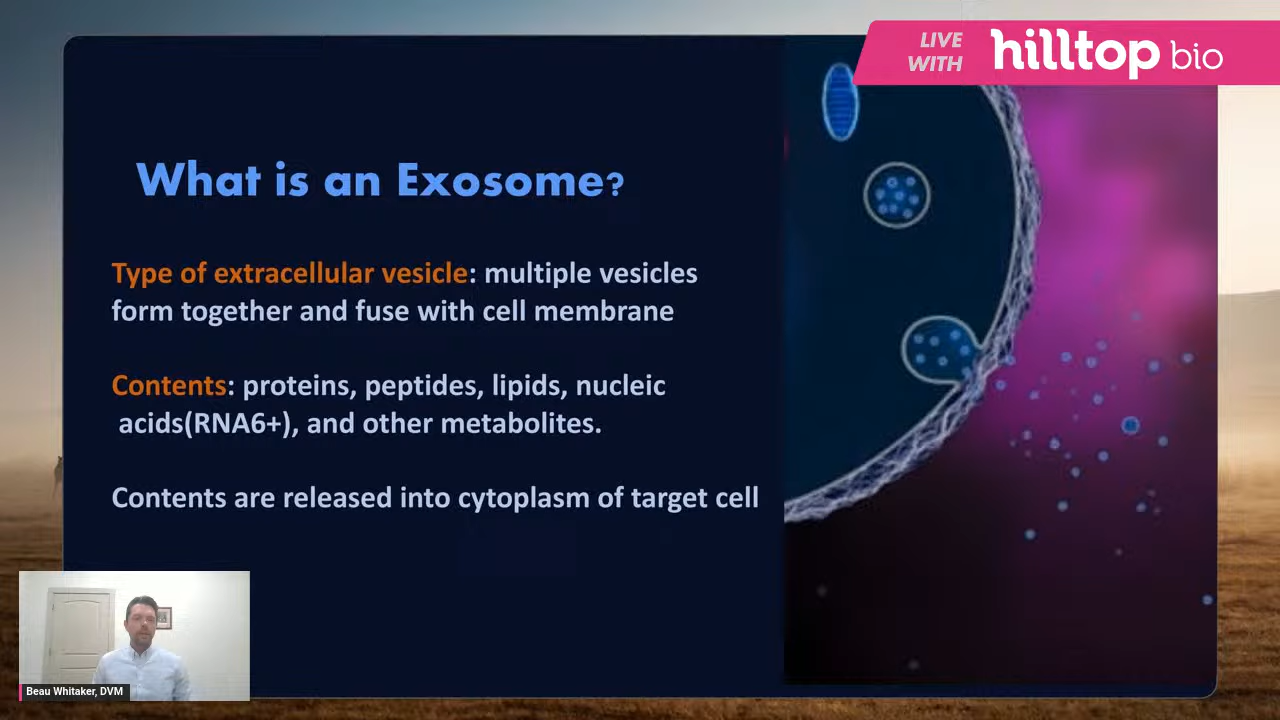 LIVE
WITH
hilltop bio
What is an Exosome?
Type of extracellular vesicle: multiple vesicles
form together and fuse with cell membrane
Contents: proteins, peptides, lipids, nucleic
acids(RNA6+), and other metabolites.
Contents are released into cytoplasm of target cell
Beau Whitaker, DVM